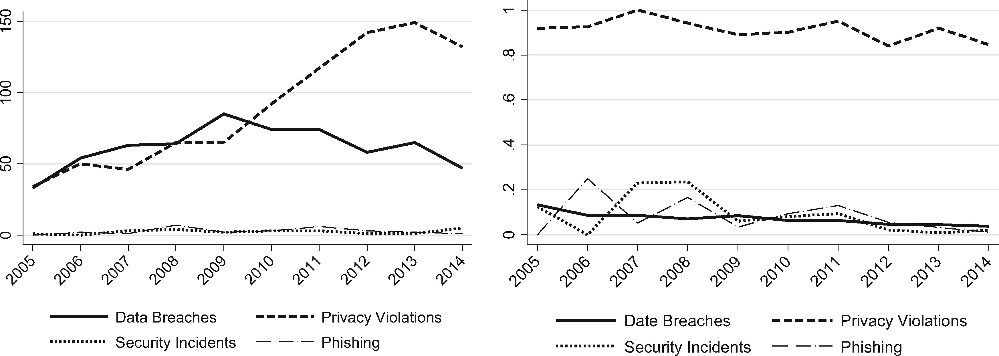 150
100
50
0
2005 2006 2007 2008 2009 2010 2011 2012 2013 2014
Data Breaches Privacy Violations
Security Incidents Phishing
1
.8
.6
.4
.2
0
2005 2006 2007 2008 2009 2010 2011 2012 2013 2014
Date Breaches Privacy Violations
Security Incidents Phishing